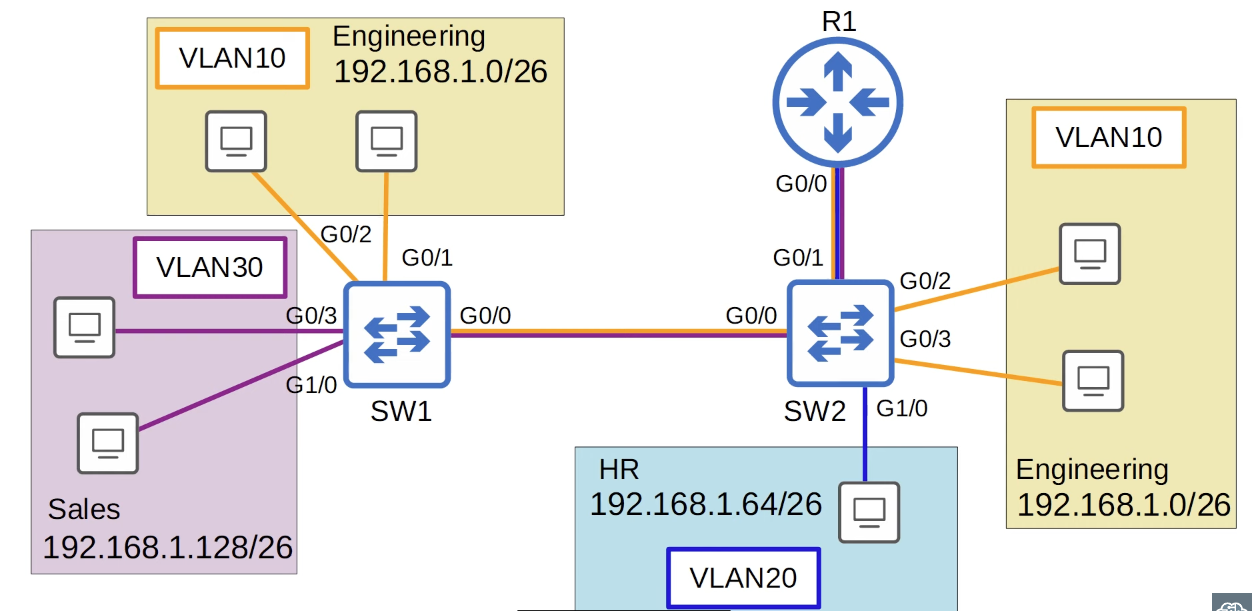 R1
Engineering
VLAN10
192.168.1.0/26
VLAN10
G0/0
G0/2
G0/1
G0/1
VLAN30
G0/2
G0/3
G0/0
G0/0
G0/3
G1/0
SW1
SW2
G1/0
HR
192.168.1.64/26
Engineering
192.168.1.0/26
Sales
192.168.1.128/26
VLAN20